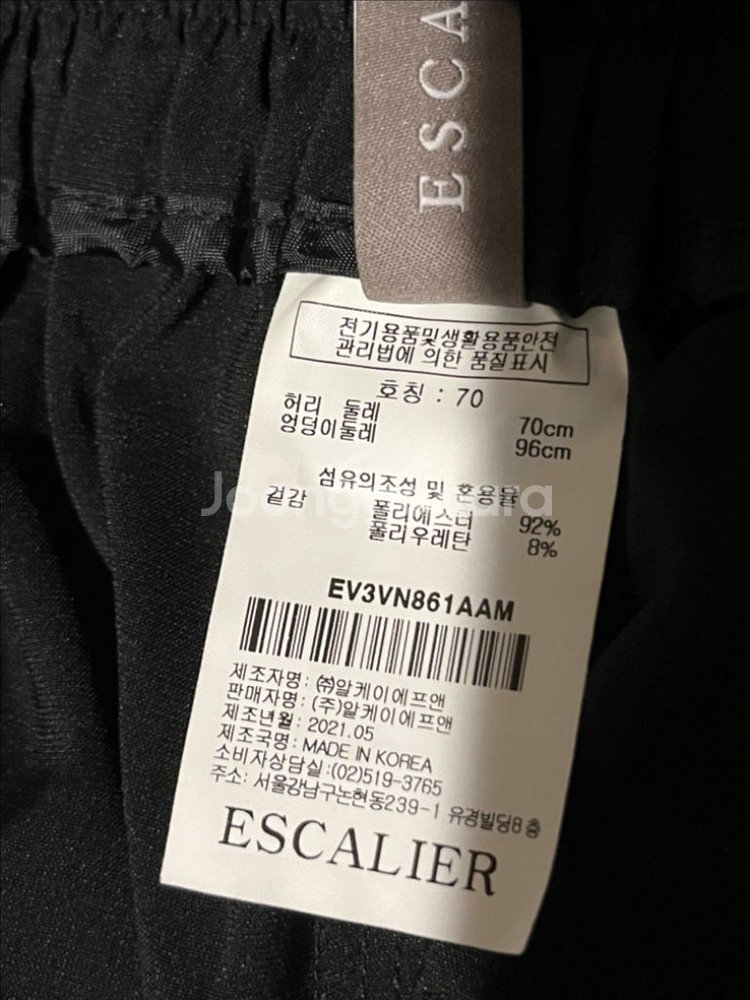 ESCA
전기용품및생활용품안전
관리법에 의한 품질표시
호칭 : 70
허리 둘레 70cm
엉덩이둘레 96cm
섬유의조성 및 혼용율
겉감 폴리에스터 92%
폴리우레탄 8%
EV3VN861AAM
제조자명: ㈜알케이에프앤
판매자명: (주)알케이에프앤
제조년월: 2021.05
제조국명: MADE IN KOREA
소비자상담실:(02)519-3765
주소: 서울강남구논현동239-1 유경빌딩8층
ESCALIER